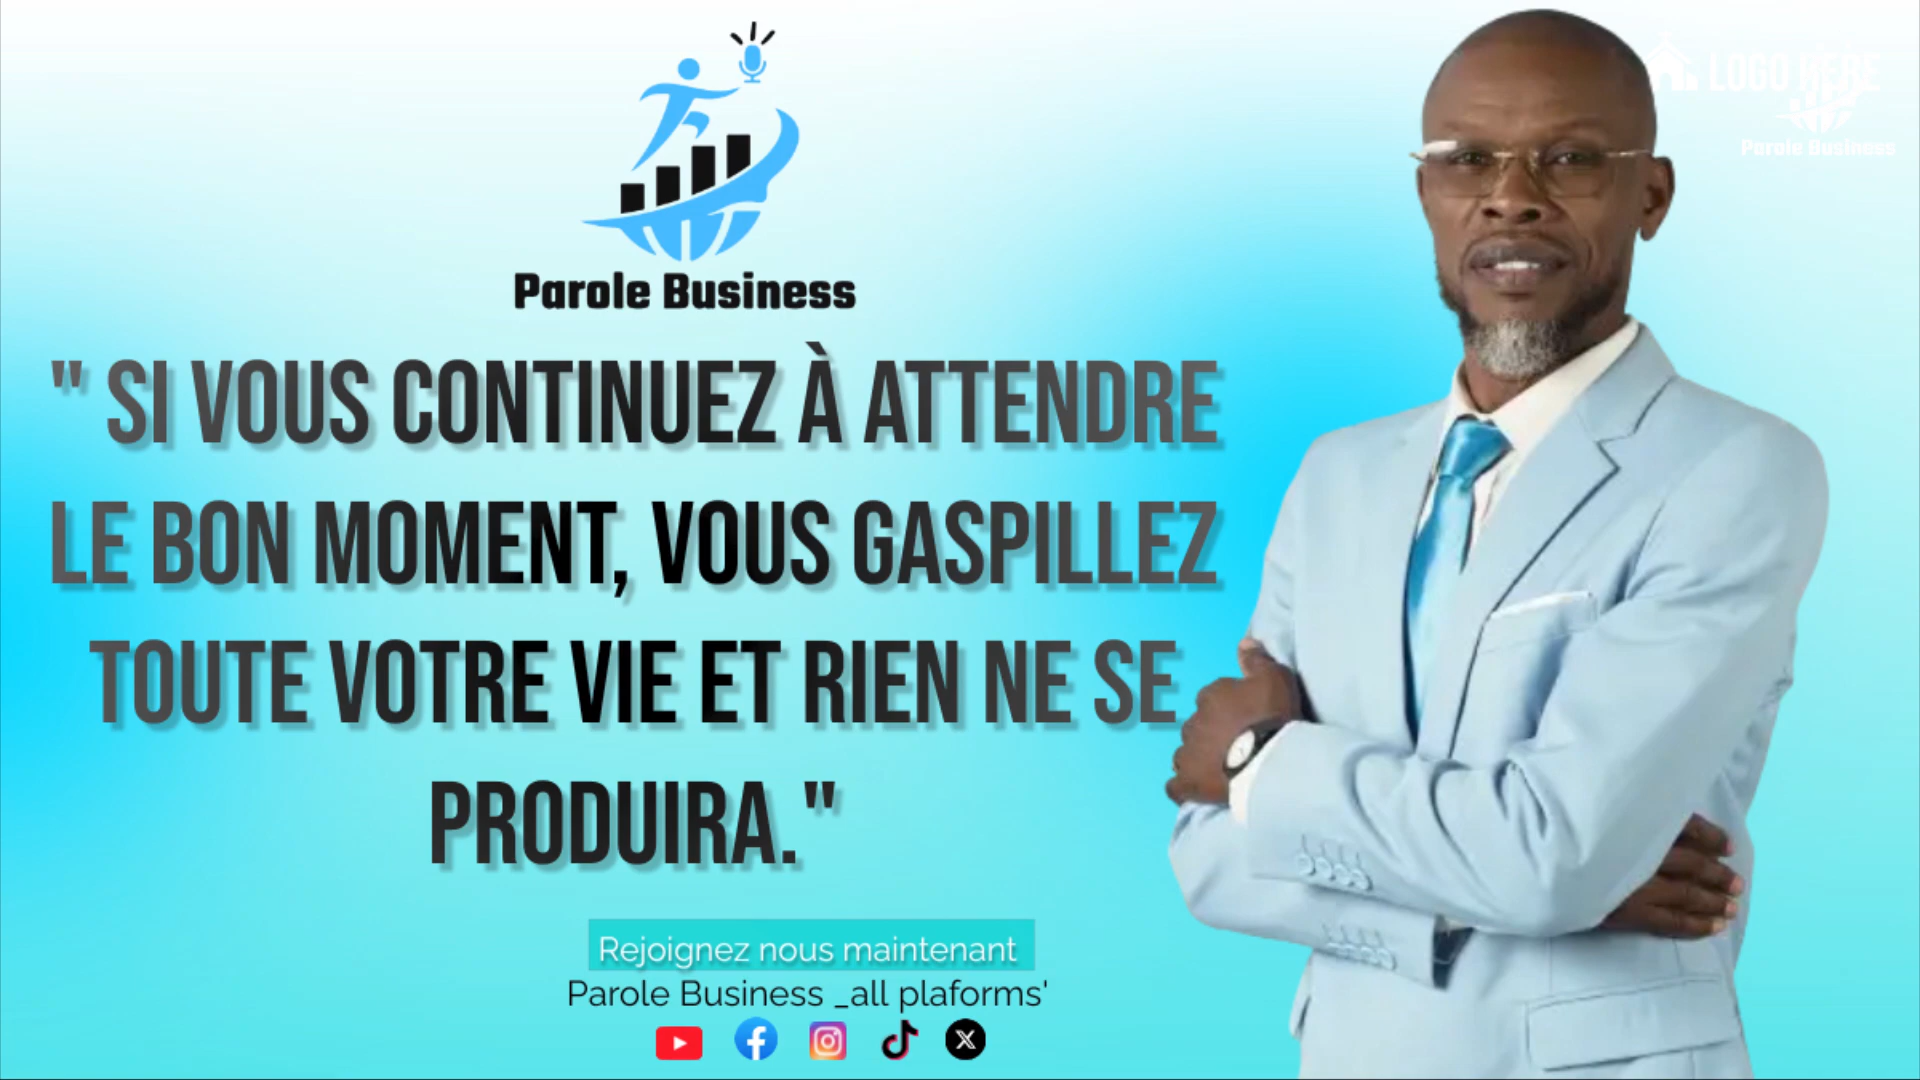 LOGO HERE
Parole Business
Parole Business
" SI VOUS CONTINUEZ À ATTENDRE
LE BON MOMENT, VOUS GASPILLEZ
TOUTE VOTRE VIE ET RIEN NE SE
PRODUIRA."
Rejoignez nous maintenant
Parole Business _all plaforms'